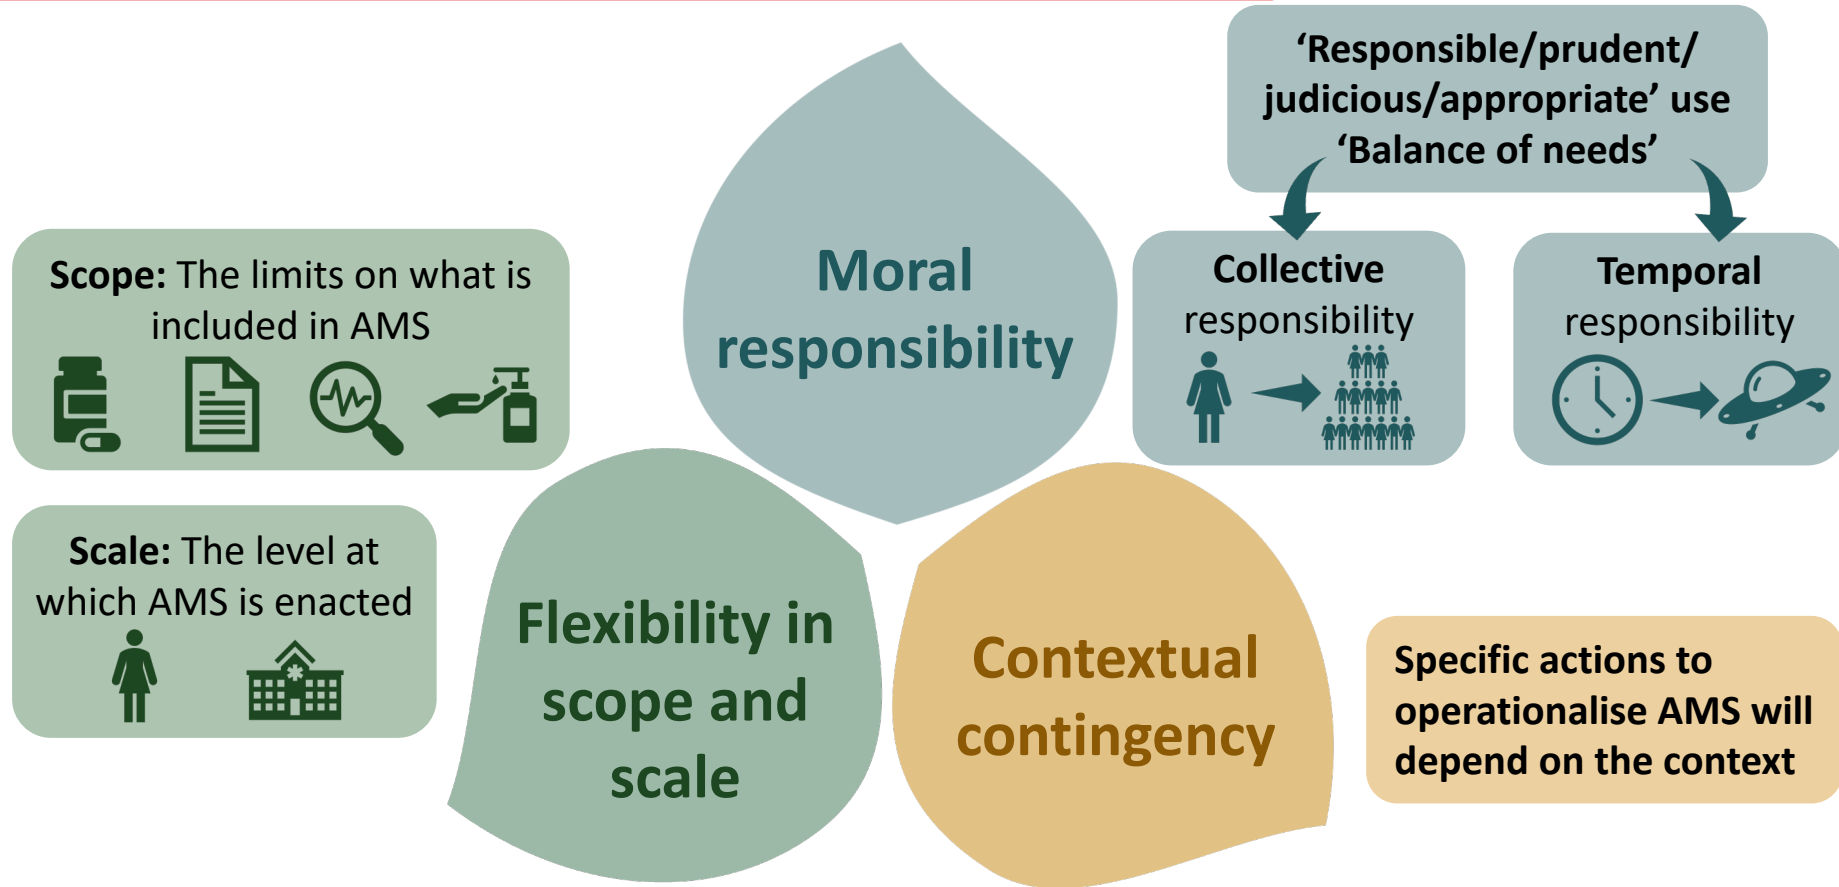 ‘Responsible/prudent/
judicious/appropriate’ use
‘Balance of needs’
Collective
responsibility
Temporal
responsibility
Moral
responsibility
Scope: The limits on what is
included in AMS
Scale: The level at
which AMS is enacted
Flexibility in
scope and
scale
Contextual
contingency
Specific actions to
operationalise AMS will
depend on the context